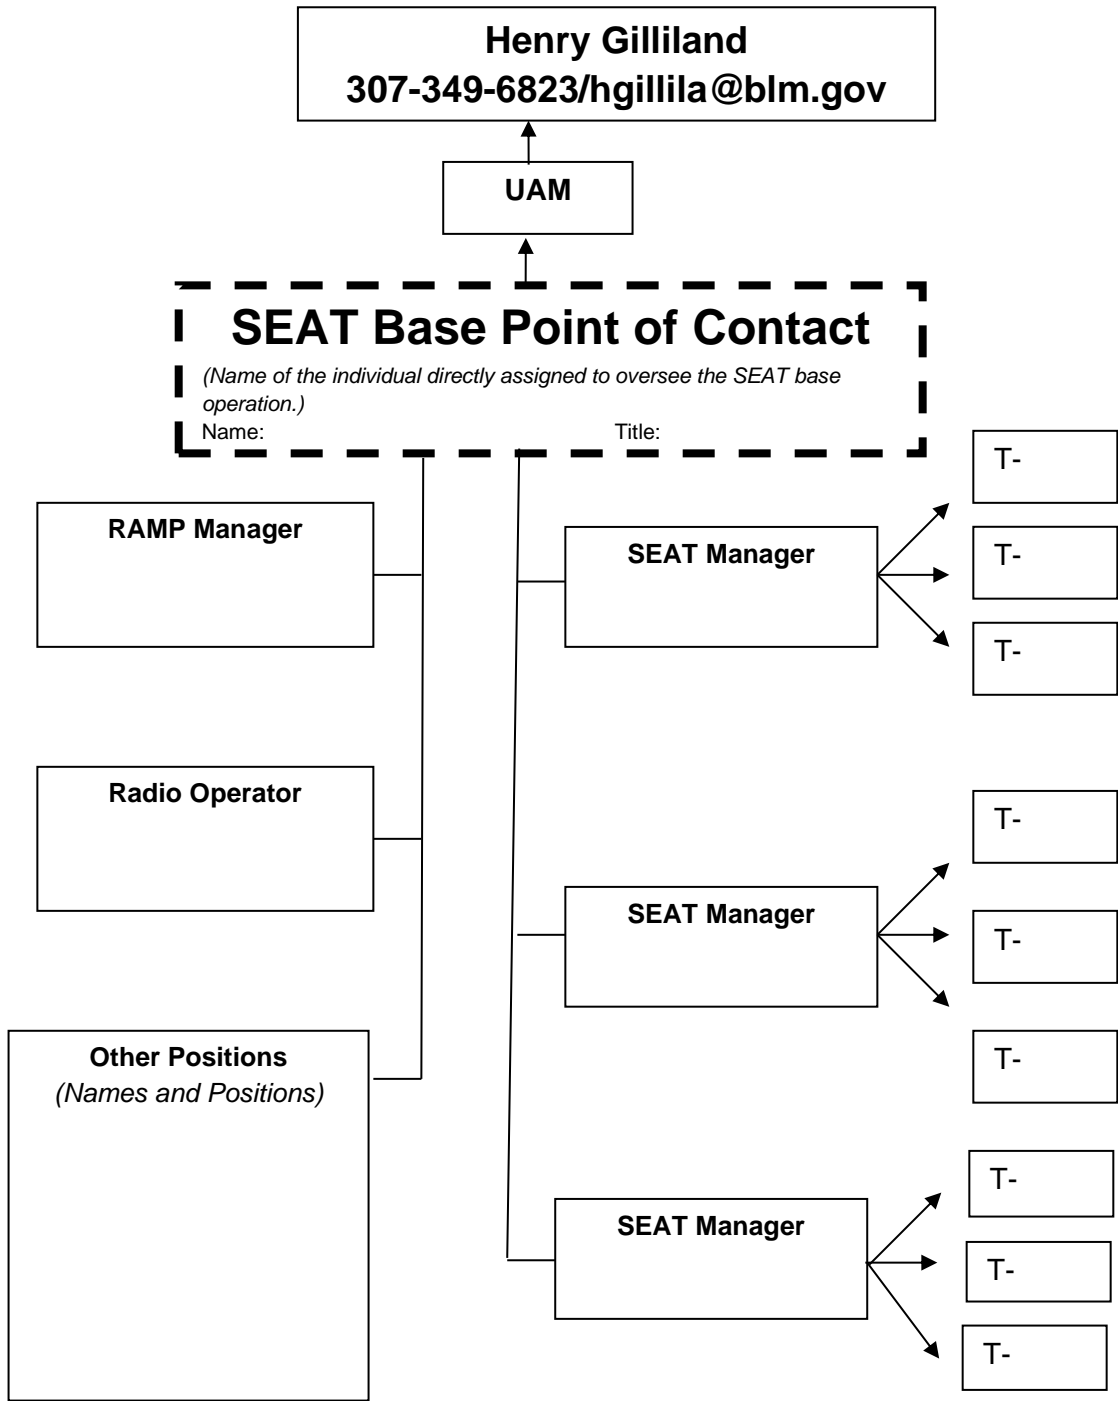 Henry Gilliland
307-349-6823/hgillila@blm.gov
UAM
SEAT Base Point of Contact
(Name of the individual directly assigned to oversee the SEAT base
operation.)
Name: Title:
RAMP Manager
SEAT Manager
T-
T-
T-
Radio Operator
SEAT Manager
T-
T-
T-
Other Positions
(Names and Positions)
SEAT Manager
T-
T-
T-